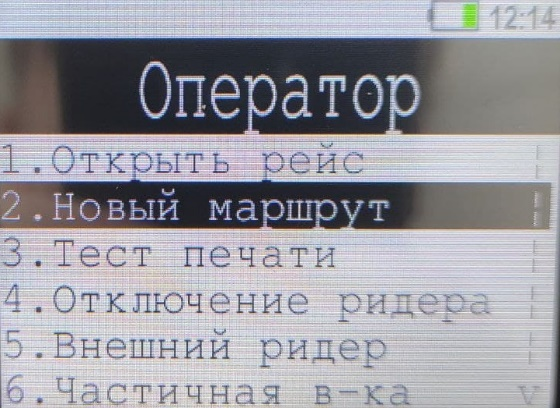 12:14
Оператор
1.Открыть рейс
2.Новый маршрут
3.Тест печати
4.Отключение ридера
5.Внешний ридер
6.Частичная в-ка v